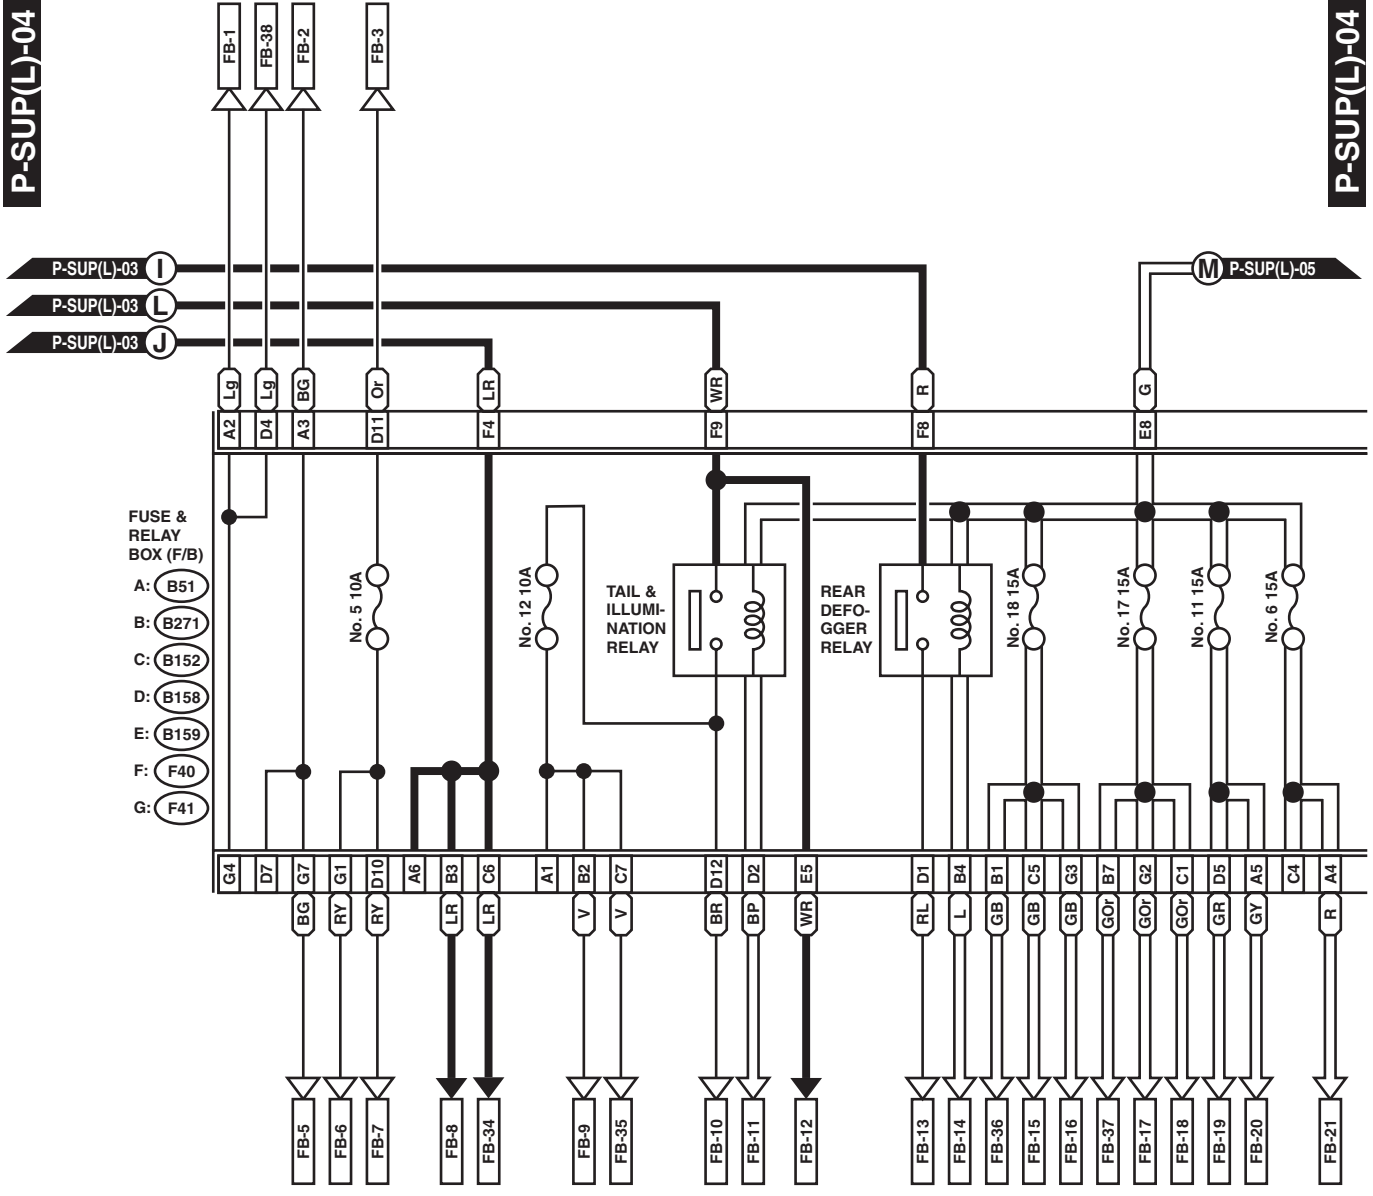 P-SUP(L)-04
P-SUP(L)-04
FB-1
FB-38
FB-2
FB-3
P-SUP(L)-03 I
P-SUP(L)-03 L
P-SUP(L)-03 J
M P-SUP(L)-05
Lg
Lg
BG
Or
LR
WR
R
G
A2
D4
A3
D11
F4
F9
F8
E8
FUSE &
RELAY
BOX (F/B)
A: B51
B: B271
C: B152
D: B158
E: B159
F: F40
G: F41
No. 5 10A
No. 12 10A
TAIL &
ILLUMI-
NATION
RELAY
REAR
DEFO-
GGER
RELAY
No. 18 15A
No. 17 15A
No. 11 15A
No. 6 15A
G4
D7
G7
G1
D10
A6
B3
C6
A1
B2
C7
D12
D2
E5
D1
B4
B1
C5
G3
B7
G2
C1
D5
A5
C4
A4
BG
RY
RY
LR
LR
V
V
BR
BP
WR
RL
L
GB
GB
GB
GOr
GOr
GOr
GR
GY
R
FB-5
FB-6
FB-7
FB-8
FB-34
FB-9
FB-35
FB-10
FB-11
FB-12
FB-13
FB-14
FB-36
FB-15
FB-16
FB-37
FB-17
FB-18
FB-19
FB-20
FB-21